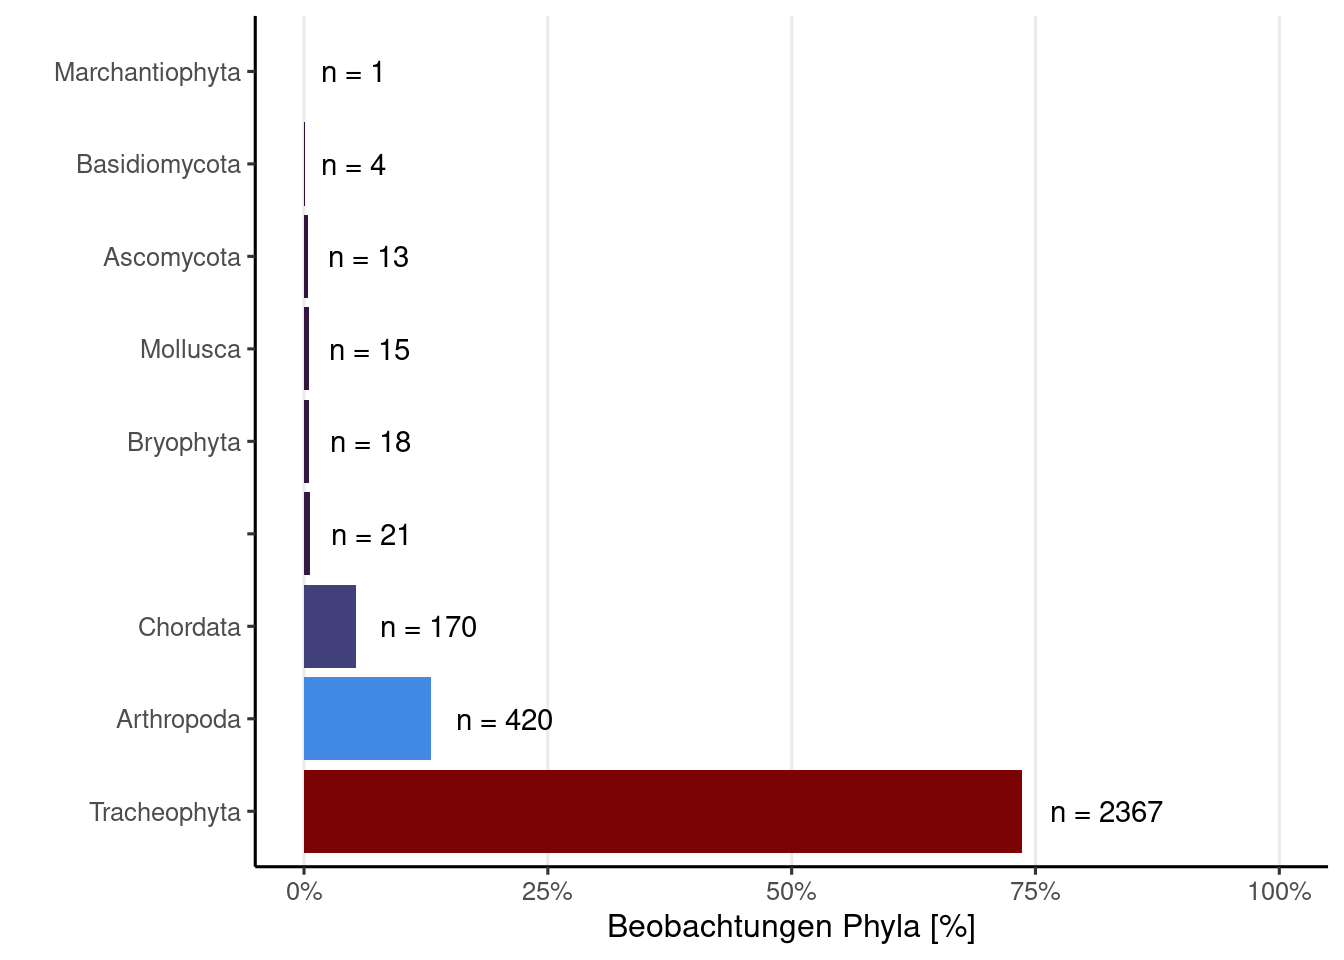 Marchantiophyta n = 1
Basidiomycota n = 4
Ascomycota n = 13
Mollusca n = 15
Bryophyta n = 18
n = 21
Chordata n = 170
Arthropoda n = 420
Tracheophyta n = 2367
0% 25% 50% 75% 100%
Beobachtungen Phyla [%]